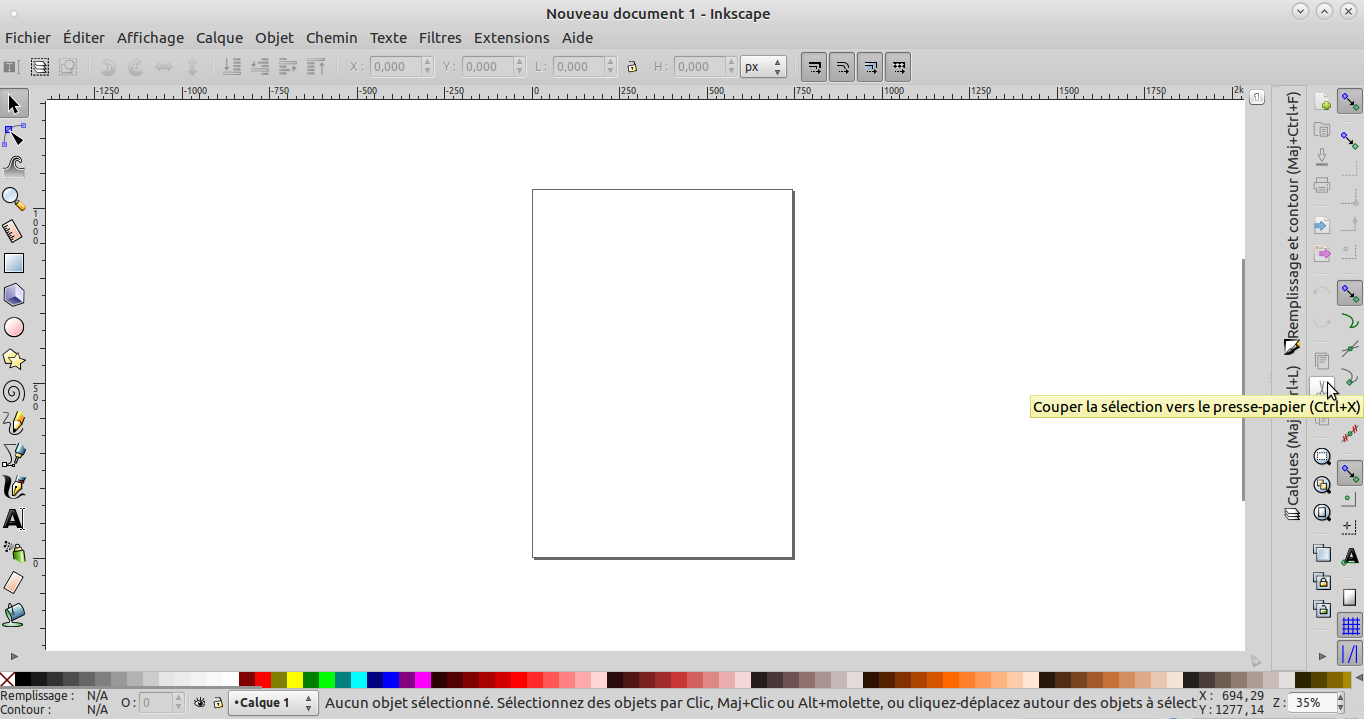 Nouveau document 1 - Inkscape
Fichier Éditer Affichage Calque Objet Chemin Texte Filtres Extensions Aide
X : 0,000 Y : 0,000 L : 0,000 H : 0,000 px
-1250 -1000 -750 -500 -250 0 250 500 750 1000 1250 1500 1750 2k
1000
500
0
Remplissage et contour (Maj+Ctrl+F)
Calques (Maj rl+L)
Couper la sélection vers le presse-papier (Ctrl+X)
Remplissage : N/A
Contour : N/A
O : 0
•Calque 1
Aucun objet sélectionné. Sélectionnez des objets par Clic, Maj+Clic ou Alt+molette, ou cliquez-déplacez autour des objets à sélect
X : 694,29
Y : 1277,14
Z : 35%